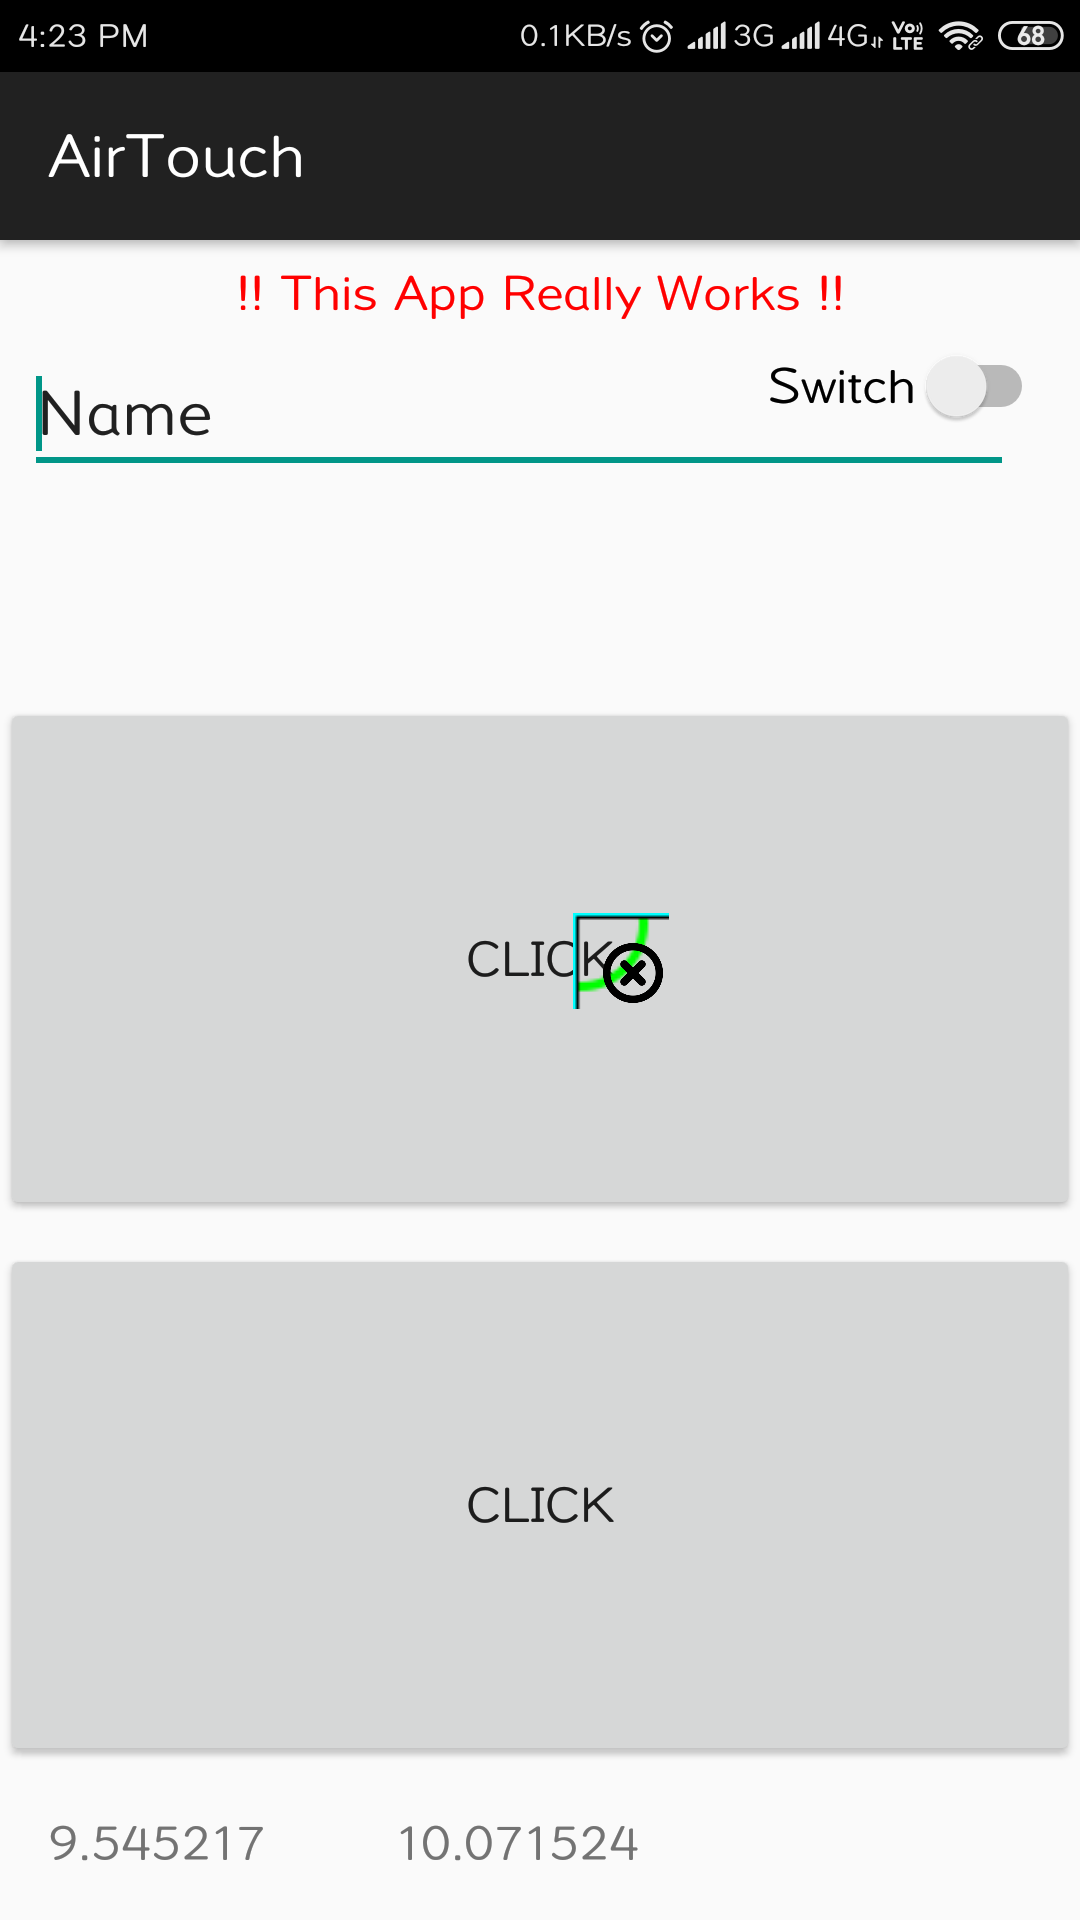 4:23 PM 0.1KB/s 3G 4G Vo LTE 68
AirTouch
!! This App Really Works !!
Switch
Name
CLICK
CLICK
9.545217 10.071524